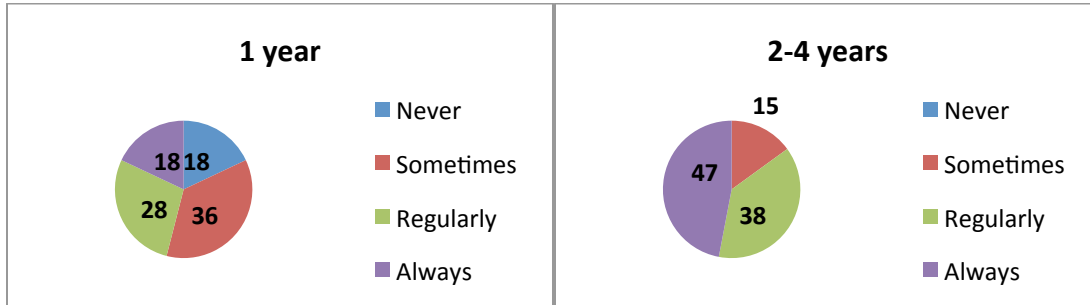 1 year
18
18
28
36
Never
Sometimes
Regularly
Always
2-4 years
15
47
38
Never
Sometimes
Regularly
Always